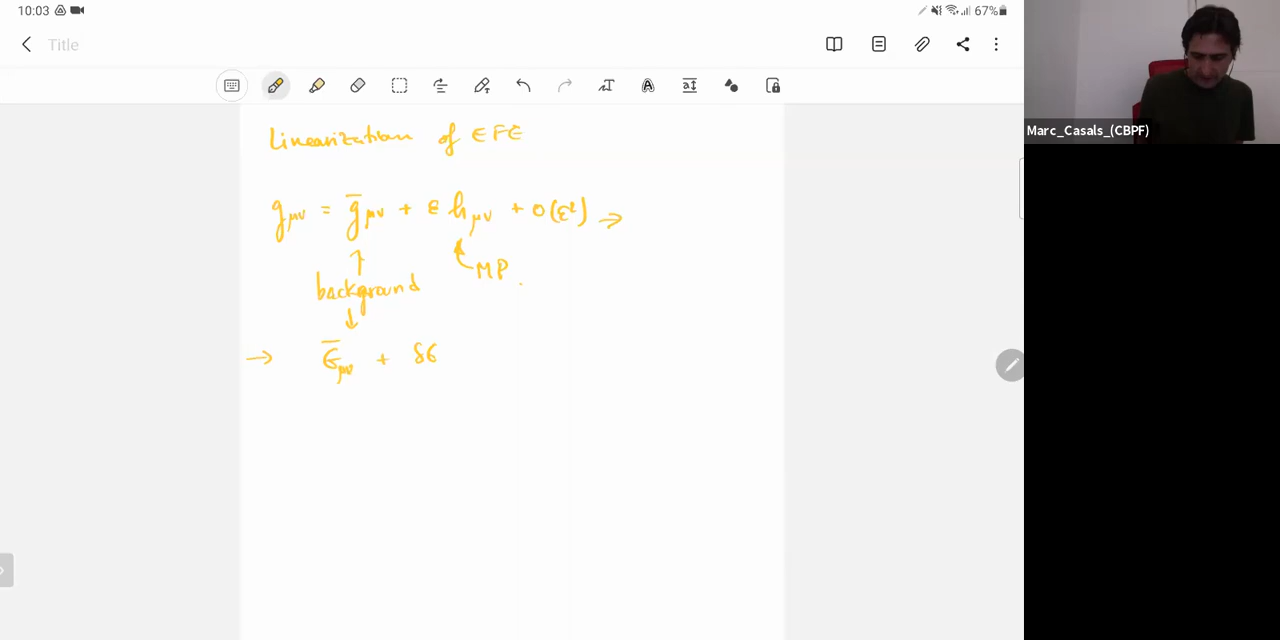 10:03
67%
Title
Marc_Casals_(CBPF)
Linearization of EFE
gμν = ḡμν + ε hμν + O(ε²) →
↑
MP
background
↓
→ Ḡμν + δG